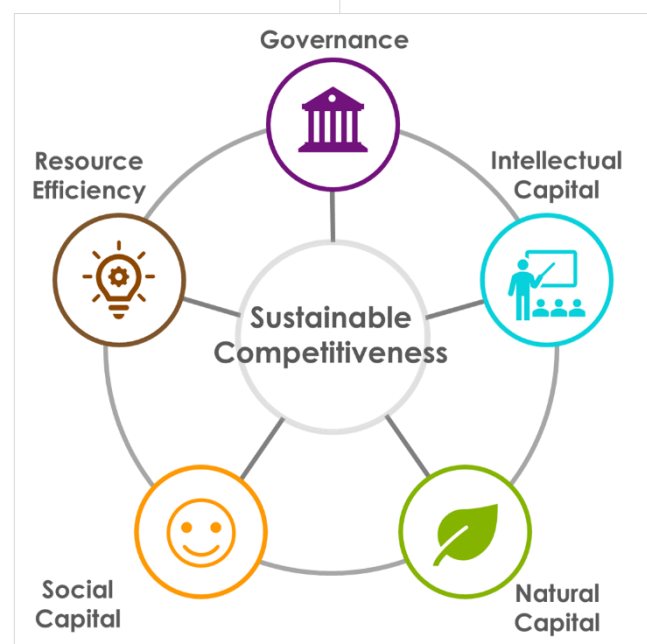 Governance
Resource
Efficiency
Intellectual
Capital
Sustainable
Competitiveness
Social
Capital
Natural
Capital